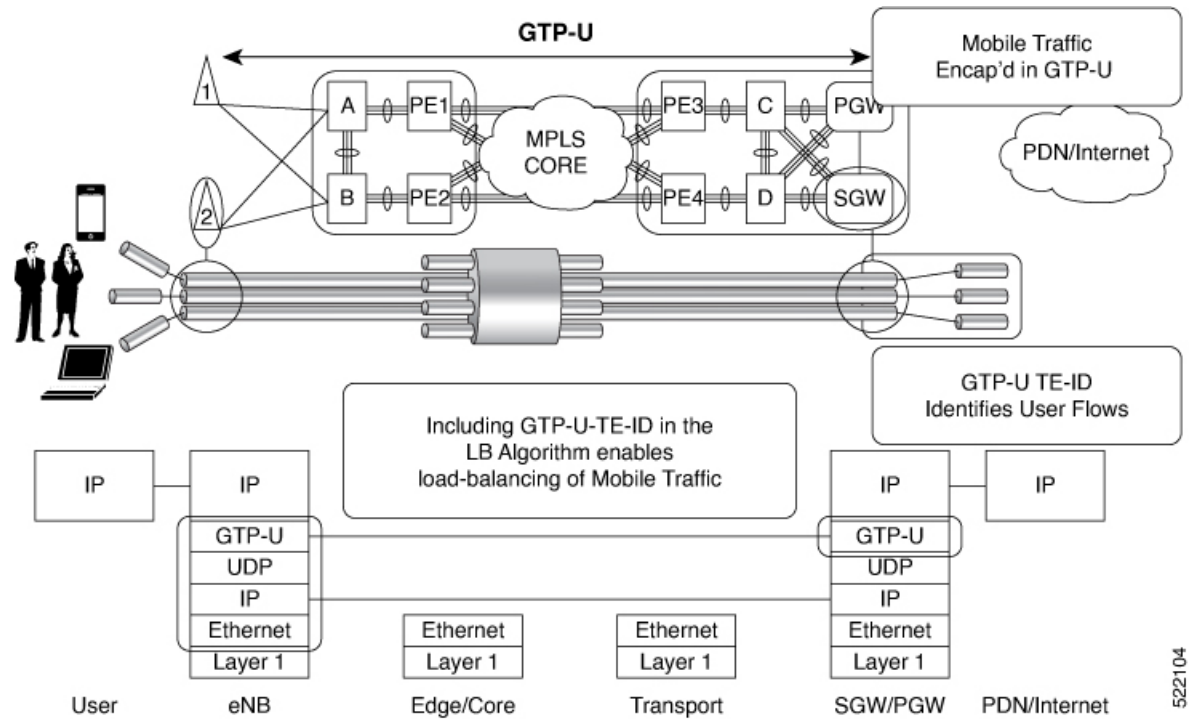 GTP-U
Mobile Traffic
Encap'd in GTP-U
1
A
PE1
PE3
C
PGW
MPLS
CORE
PDN/Internet
2
B
PE2
PE4
D
SGW
GTP-U TE-ID
Identifies User Flows
Including GTP-U-TE-ID in the
LB Algorithm enables
load-balancing of Mobile Traffic
IP
IP
IP
IP
GTP-U
GTP-U
UDP
UDP
IP
IP
Ethernet
Ethernet
Ethernet
Ethernet
Layer 1
Layer 1
Layer 1
Layer 1
User
eNB
Edge/Core
Transport
SGW/PGW
PDN/Internet
522104